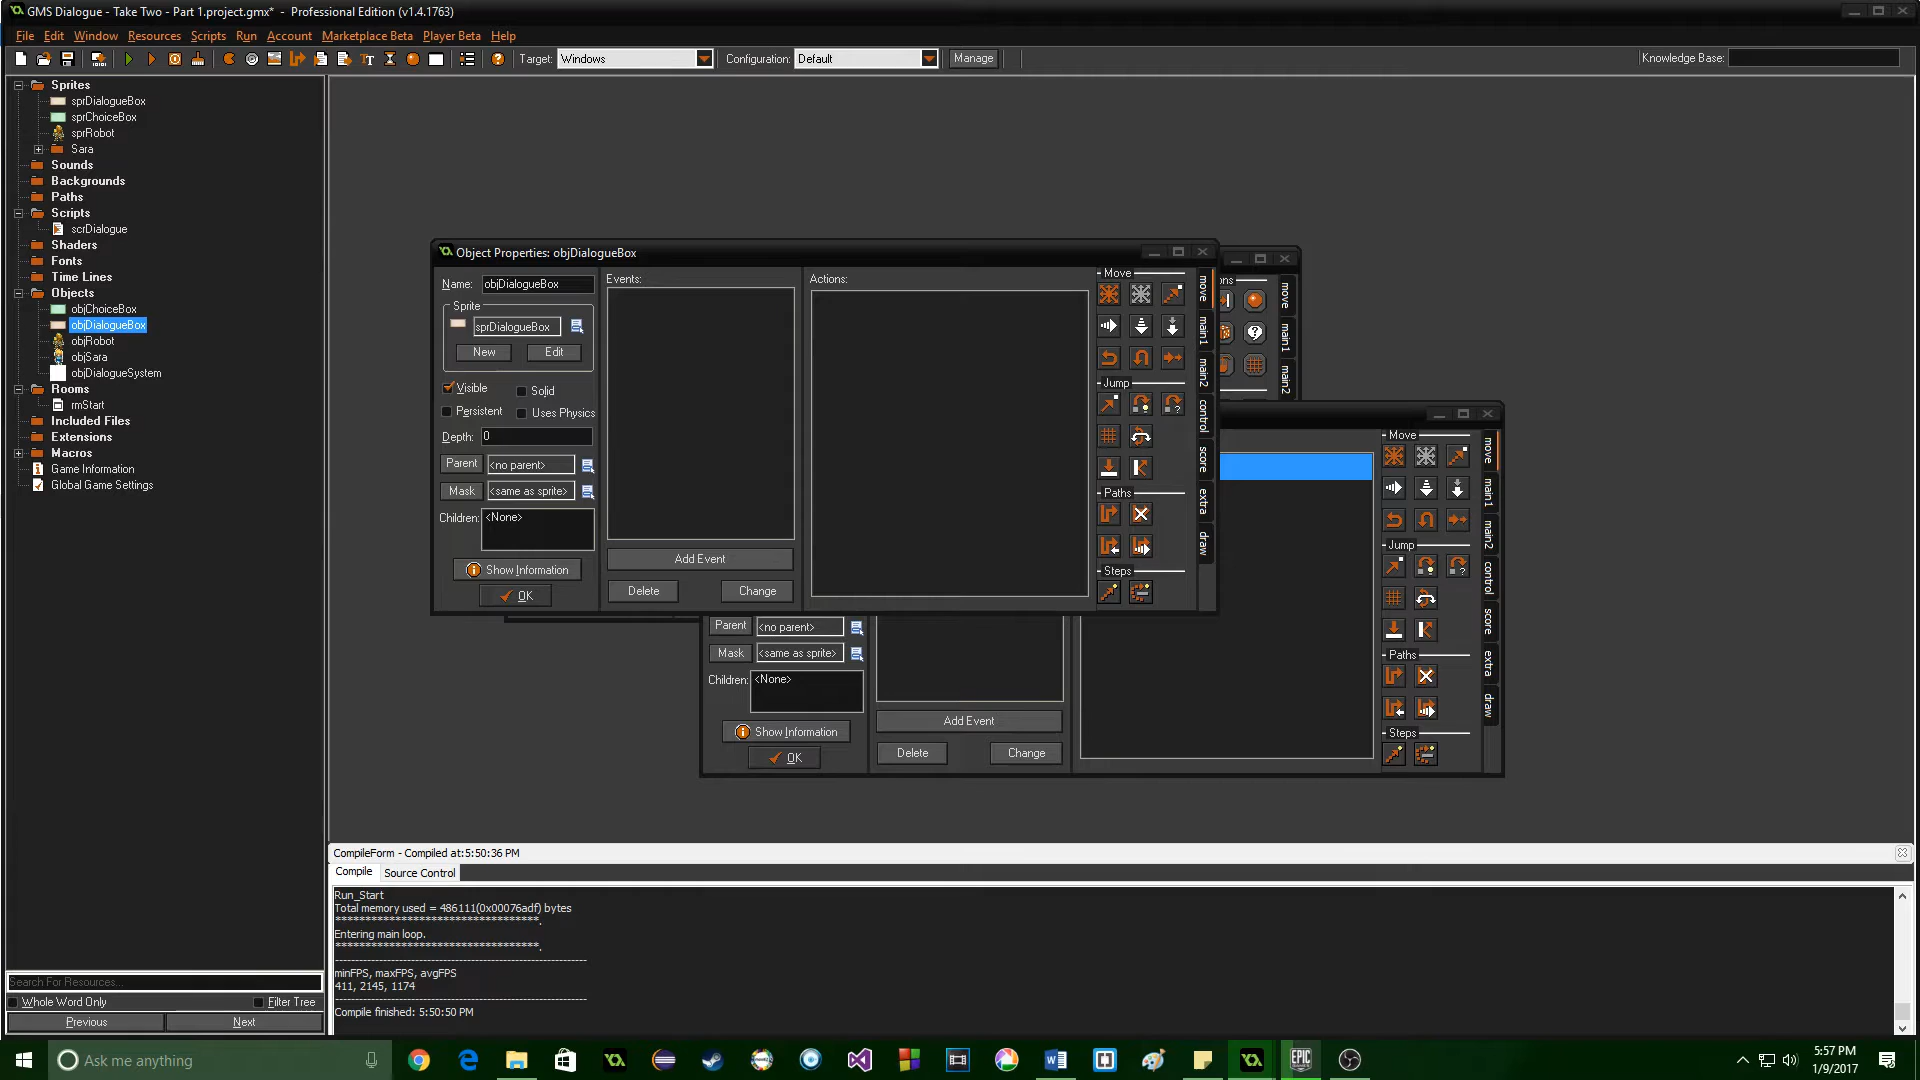 GMS Dialogue - Take Two - Part 1.project.gmx* - Professional Edition (v1.4.1763)
File Edit Window Resources Scripts Run Account Marketplace Beta Player Beta Help
Target: Windows Configuration: Default Manage Knowledge Base:
Sprites
sprDialogueBox
sprChoiceBox
sprRobot
Sara
Sounds
Backgrounds
Paths
Scripts
scrDialogue
Shaders
Fonts
Time Lines
Objects
objChoiceBox
objDialogueBox
objRobot
objSara
objDialogueSystem
Rooms
rmStart
Included Files
Extensions
Macros
Game Information
Global Game Settings
Search For Resources...
Whole Word Only Filter Tree
Previous Next
Object Properties: objDialogueBox
Name: objDialogueBox
Sprite
sprDialogueBox
New Edit
Visible Solid
Persistent Uses Physics
Depth: 0
Parent <no parent>
Mask <same as sprite>
Children: <None>
Show Information
OK
Events:
Add Event
Delete Change
Actions:
Move
Jump
Paths
Steps
move
main1
main2
control
score
extra
draw
ons
move
main1
main2
Parent <no parent>
Mask <same as sprite>
Children: <None>
Show Information
OK
Add Event
Delete Change
Move
Jump
Paths
Steps
move
main1
main2
control
score
extra
draw
CompileForm - Compiled at:5:50:36 PM
Compile Source Control
Run_Start
Total memory used = 486111(0x00076adf) bytes
**********************************.
Entering main loop.
**********************************.
minFPS, maxFPS, avgFPS
411, 2145, 1174
Compile finished: 5:50:50 PM
Ask me anything
EPIC
5:57 PM
1/9/2017